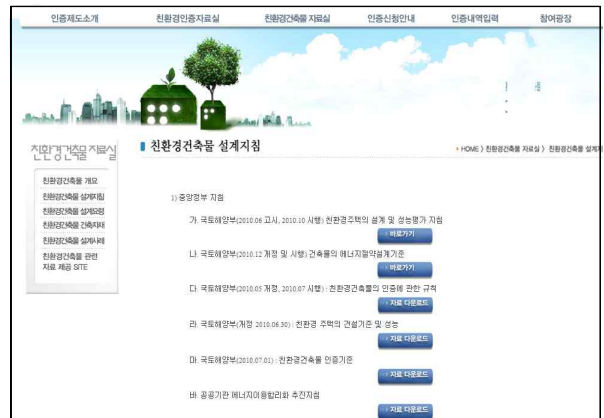 인증제도소개 친환경인증자료실 친환경건축물 자료실 인증신청안내 인증내역입력 참여광장
친환경건축물 자료실
친환경건축물 설계지침
HOME > 친환경건축물 자료실 > 친환경건축물 설계지
친환경건축물 개요
친환경건축물 설계지침
친환경건축물 설계요령
친환경건축물 건축자재
친환경건축물 설계사례
친환경건축물 관련
자료 제공 SITE
1) 중앙정부 지침
가. 국토해양부(2010.06 고시, 2010.10 시행) 친환경주택의 설계 및 성능평가 지침
바로가기
나. 국토해양부(2010.12 개정 및 시행) 건축물의 에너지절약설계기준
바로가기
다. 국토해양부(2010.05 개정, 2010.07 시행) : 친환경건축물의 인증에 관한 규칙
자료 다운로드
라. 국토해양부(개정 2010.06.30) : 친환경 주택의 건설기준 및 성능
자료 다운로드
마. 국토해양부(2010.07.01) : 친환경건축물 인증기준
자료 다운로드
바. 공공기관 에너지이용합리화 추진지침
자료 다운로드